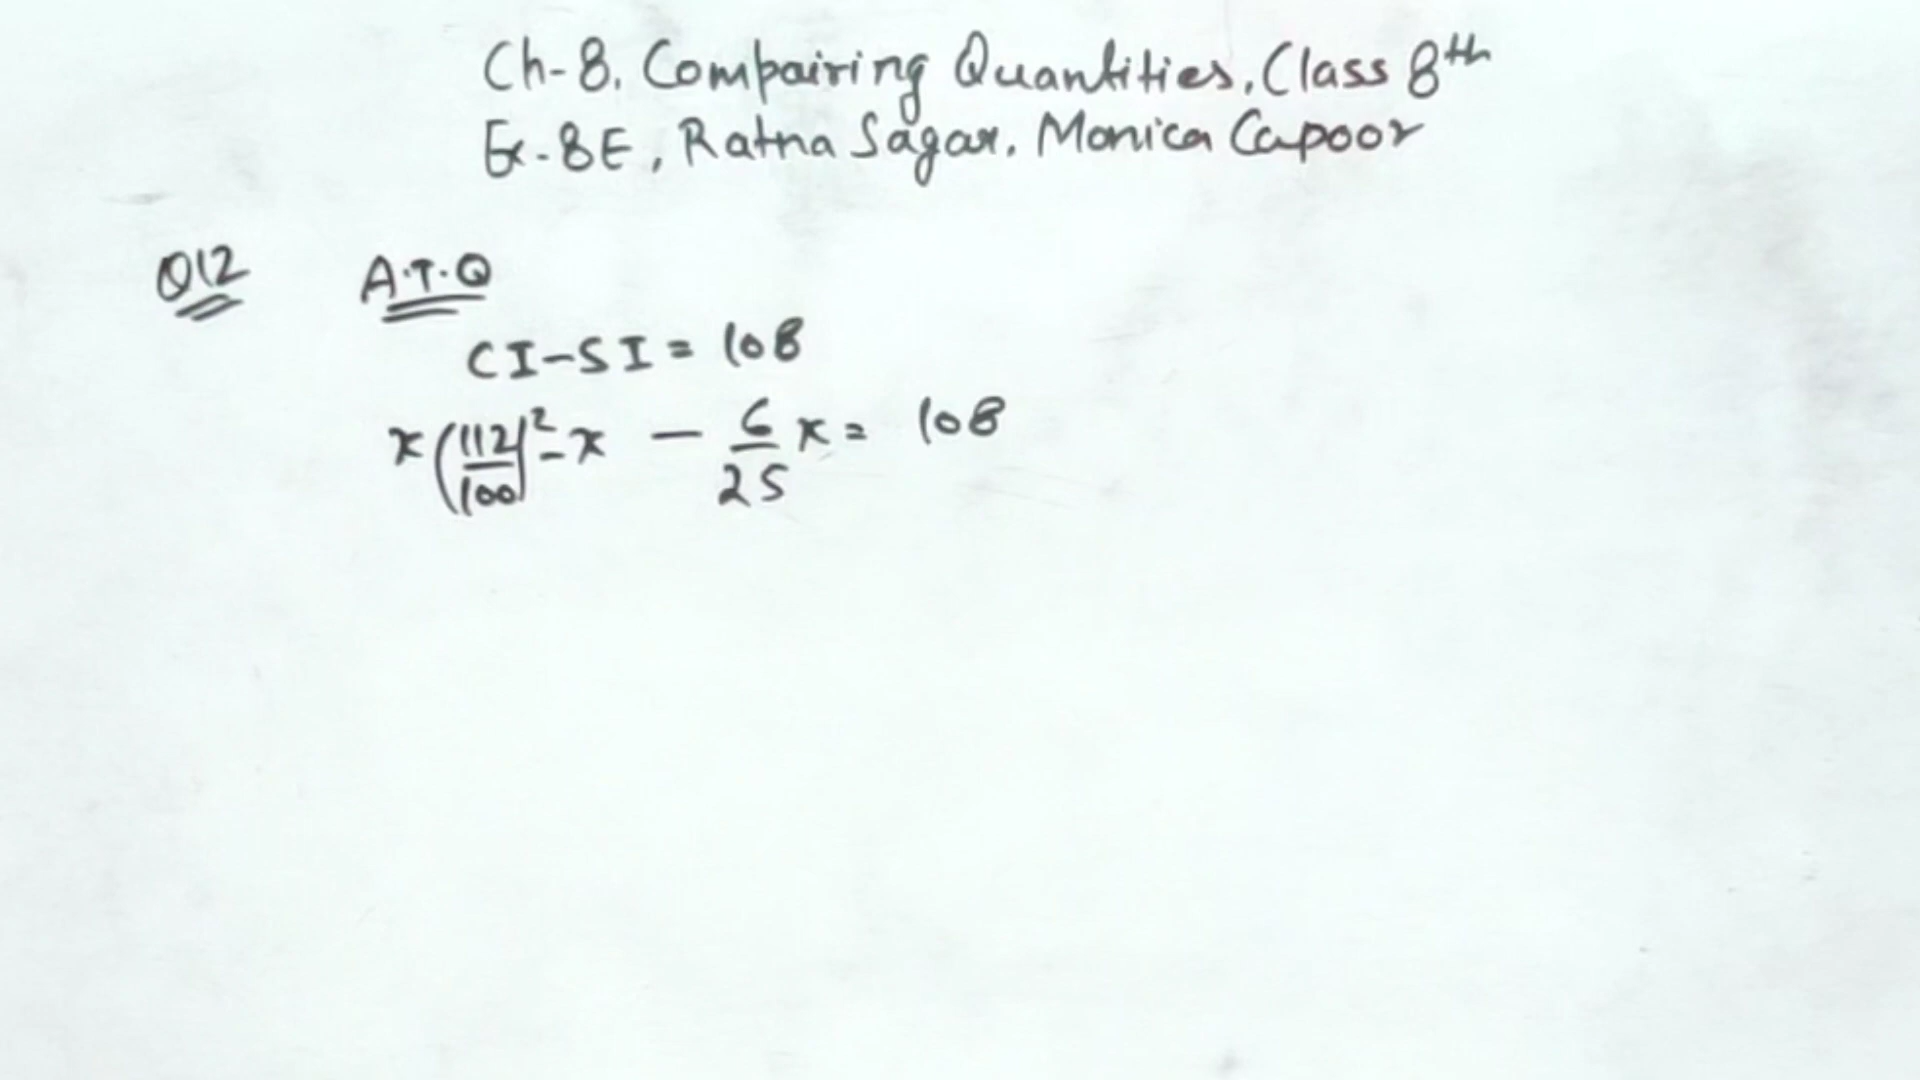 Ch-8. Compairing Quantities, Class 8th
Ex-8E, Ratna Sagar. Monica Capoor
Q12 A.T.Q
CI-SI = 108
x(112/100)²-x - 6/25 x = 108